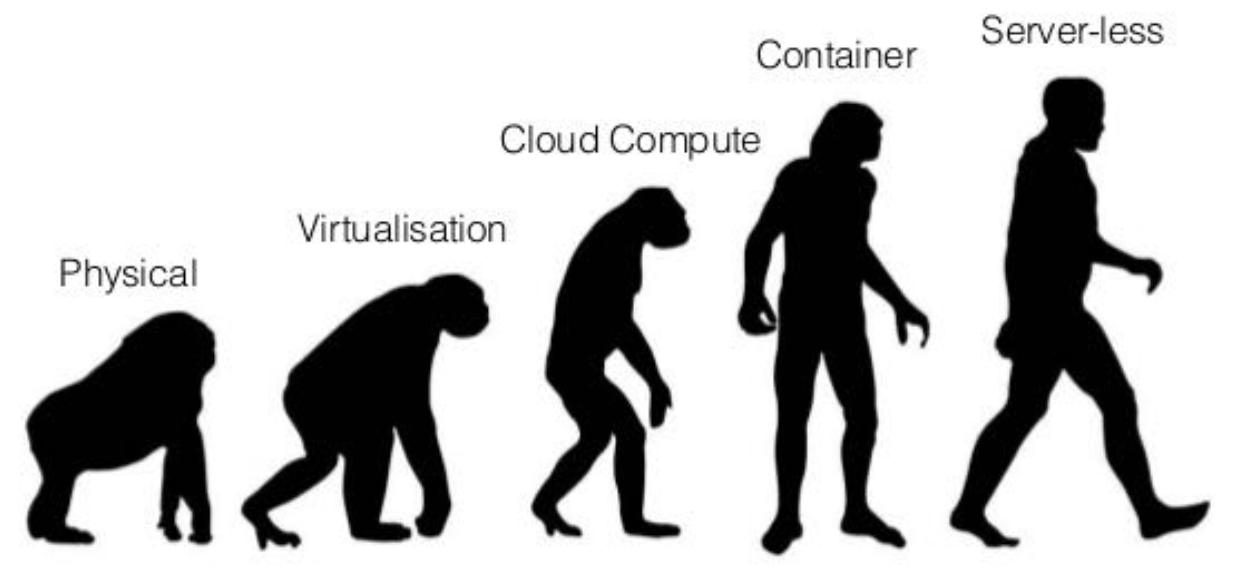 Physical
Virtualisation
Cloud Compute
Container
Server-less